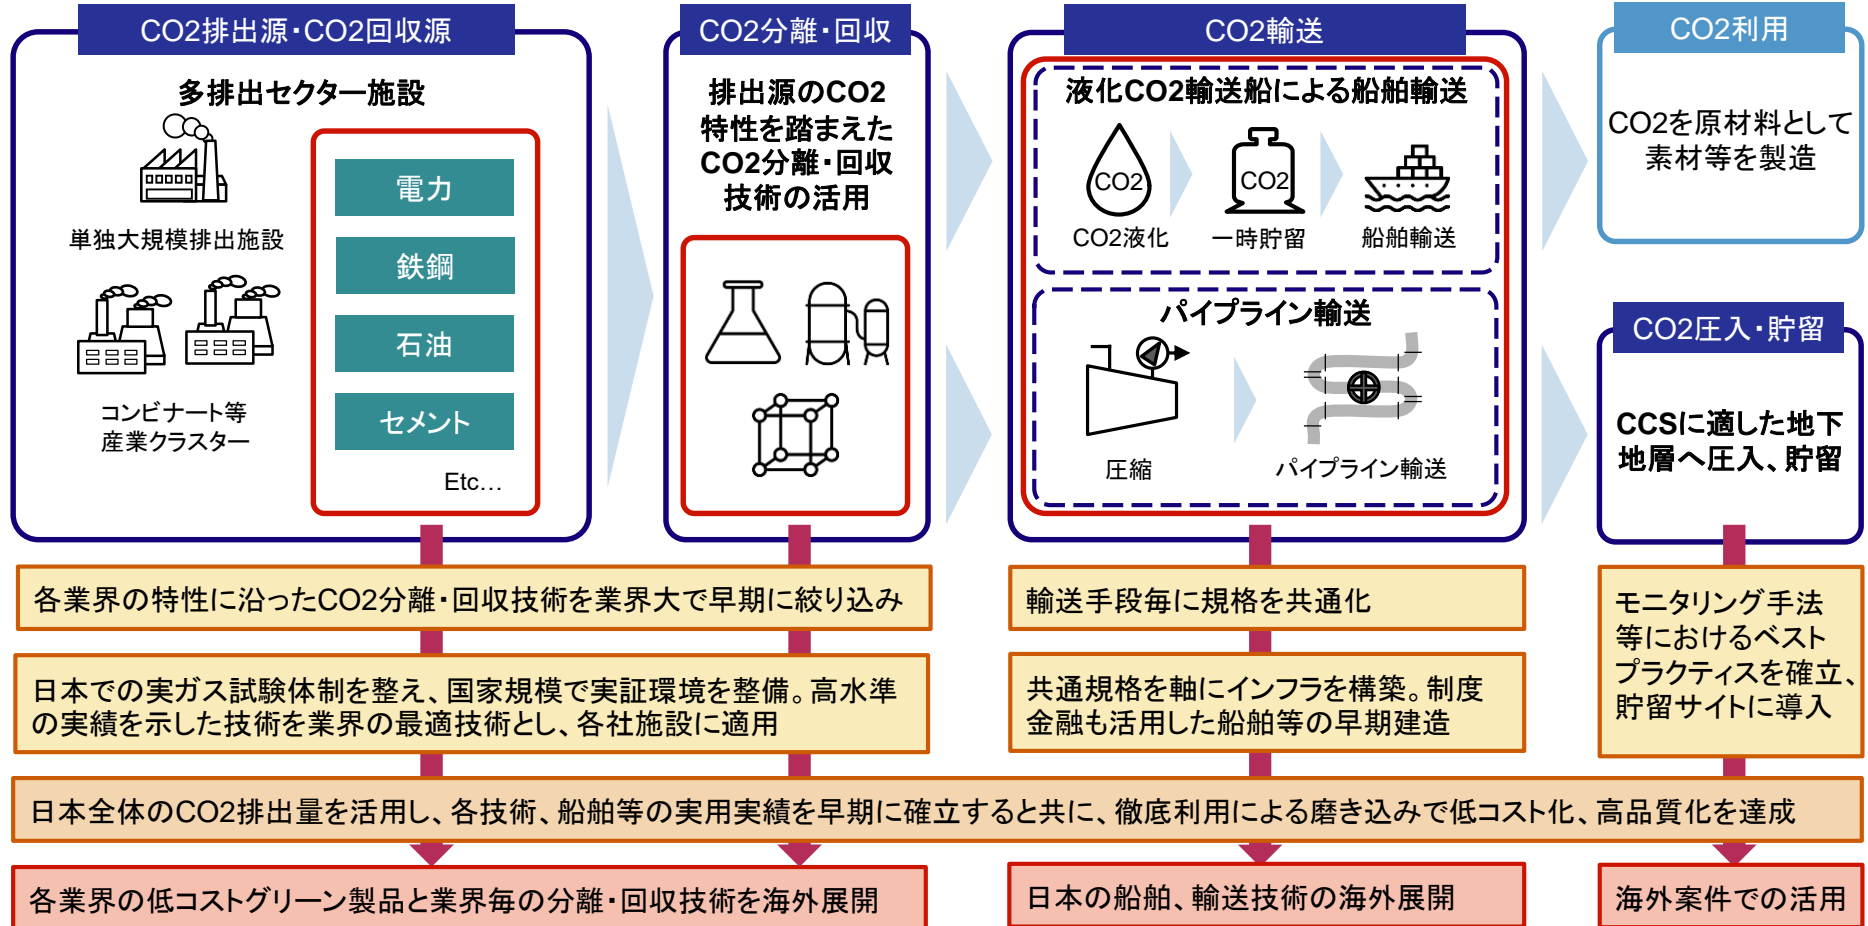 CO2排出源・CO2回収源
多排出セクター施設
単独大規模排出施設
コンビナート等
産業クラスター
電力
鉄鋼
石油
セメント
Etc…
CO2分離・回収
排出源のCO2
特性を踏まえた
CO2分離・回収
技術の活用
CO2輸送
液化CO2輸送船による船舶輸送
CO2
CO2
CO2液化
一時貯留
船舶輸送
パイプライン輸送
圧縮
パイプライン輸送
CO2利用
CO2を原材料として
素材等を製造
CO2圧入・貯留
CCSに適した地下
地層へ圧入、貯留
各業界の特性に沿ったCO2分離・回収技術を業界大で早期に絞り込み
日本での実ガス試験体制を整え、国家規模で実証環境を整備。高水準
の実績を示した技術を業界の最適技術とし、各社施設に適用
輸送手段毎に規格を共通化
共通規格を軸にインフラを構築。制度
金融も活用した船舶等の早期建造
モニタリング手法
等におけるベスト
プラクティスを確立、
貯留サイトに導入
日本全体のCO2排出量を活用し、各技術、船舶等の実用実績を早期に確立すると共に、徹底利用による磨き込みで低コスト化、高品質化を達成
各業界の低コストグリーン製品と業界毎の分離・回収技術を海外展開
日本の船舶、輸送技術の海外展開
海外案件での活用